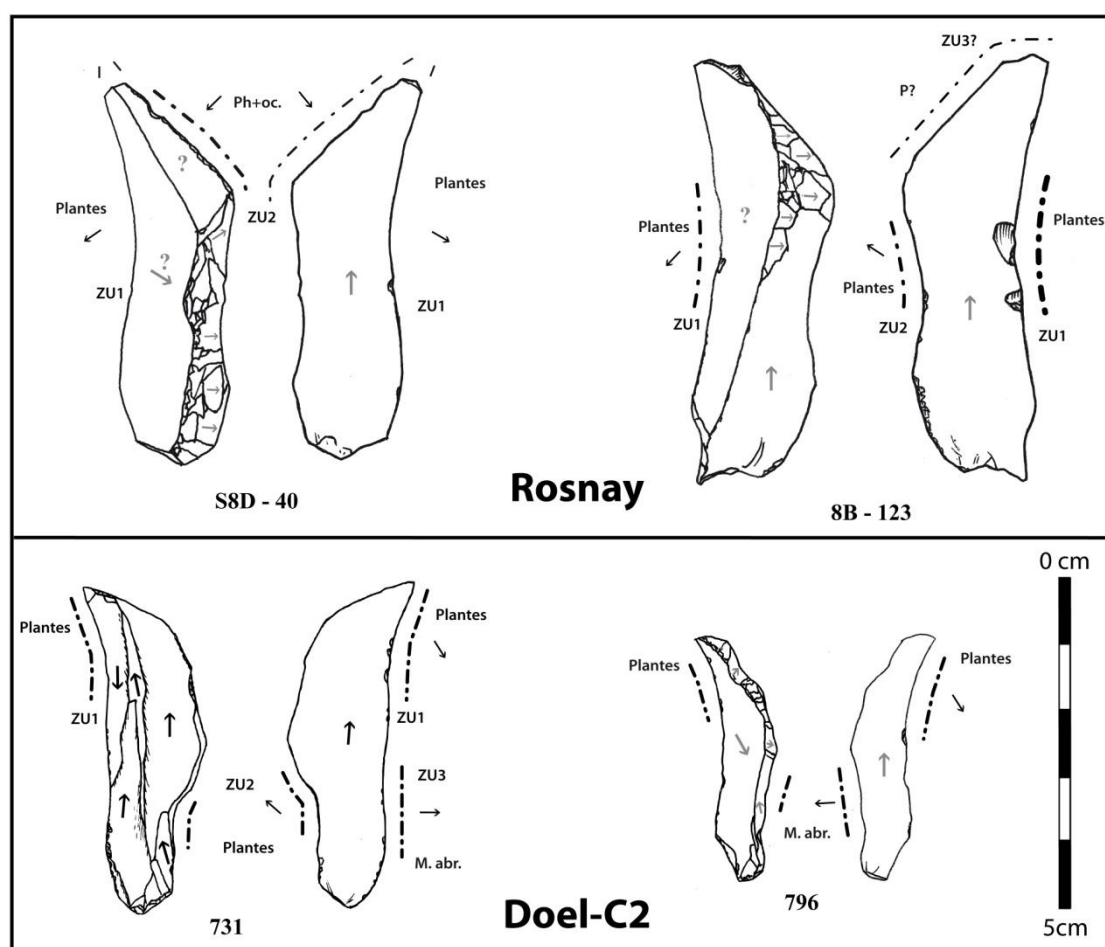 ZU3?
Ph+oc.
P?
?
Plantes
Plantes
ZU2
Plantes
?
Plantes
?
ZU1
ZU1
Plantes
ZU1
ZU2
ZU1
Rosnay
S8D - 40
8B - 123
0 cm
Plantes
Plantes
Plantes
Plantes
ZU1
ZU1
ZU2
ZU3
Plantes
M. abr.
M. abr.
731
Doel-C2
796
5cm